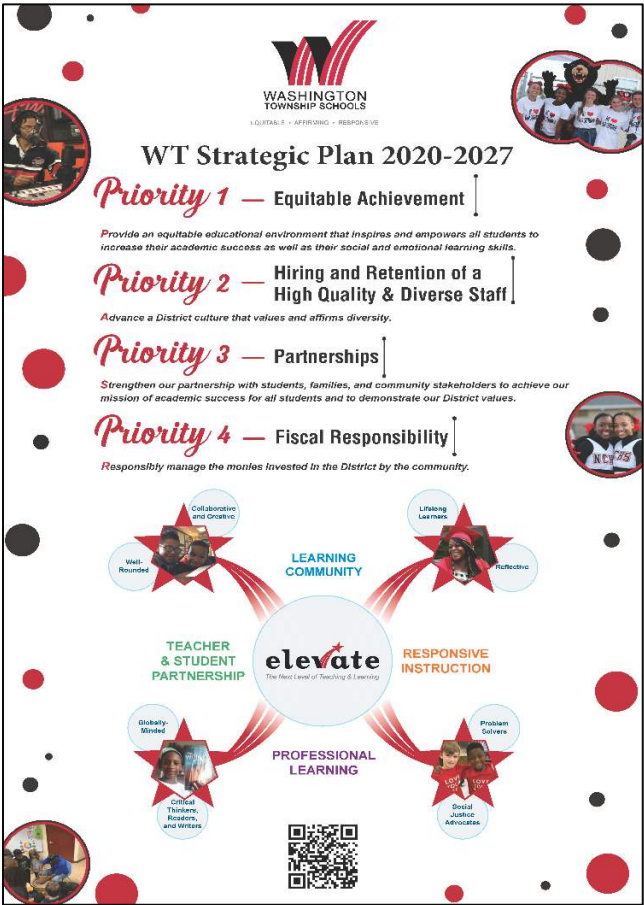 WASHINGTON
TOWNSHIP SCHOOLS
EQUITABLE • AFFIRMING • RESPONSIVE
WT Strategic Plan 2020-2027
Priority 1 — Equitable Achievement
Provide an equitable educational environment that inspires and empowers all students to
increase their academic success as well as their social and emotional learning skills.
Priority 2 — Hiring and Retention of a
High Quality & Diverse Staff
Advance a District culture that values and affirms diversity.
Priority 3 — Partnerships
Strengthen our partnership with students, families, and community stakeholders to achieve our
mission of academic success for all students and to demonstrate our District values.
Priority 4 — Fiscal Responsibility
Responsibly manage the monies invested in the District by the community.
Collaborative
and Creative
Well-
Rounded
LEARNING
COMMUNITY
Lifelong
Learners
Reflective
TEACHER
& STUDENT
PARTNERSHIP
elevate
The Next Level of Teaching & Learning
RESPONSIVE
INSTRUCTION
Globally-
Minded
Critical
Thinkers,
Readers,
and Writers
PROFESSIONAL
LEARNING
Problem
Solvers
Social
Justice
Advocates